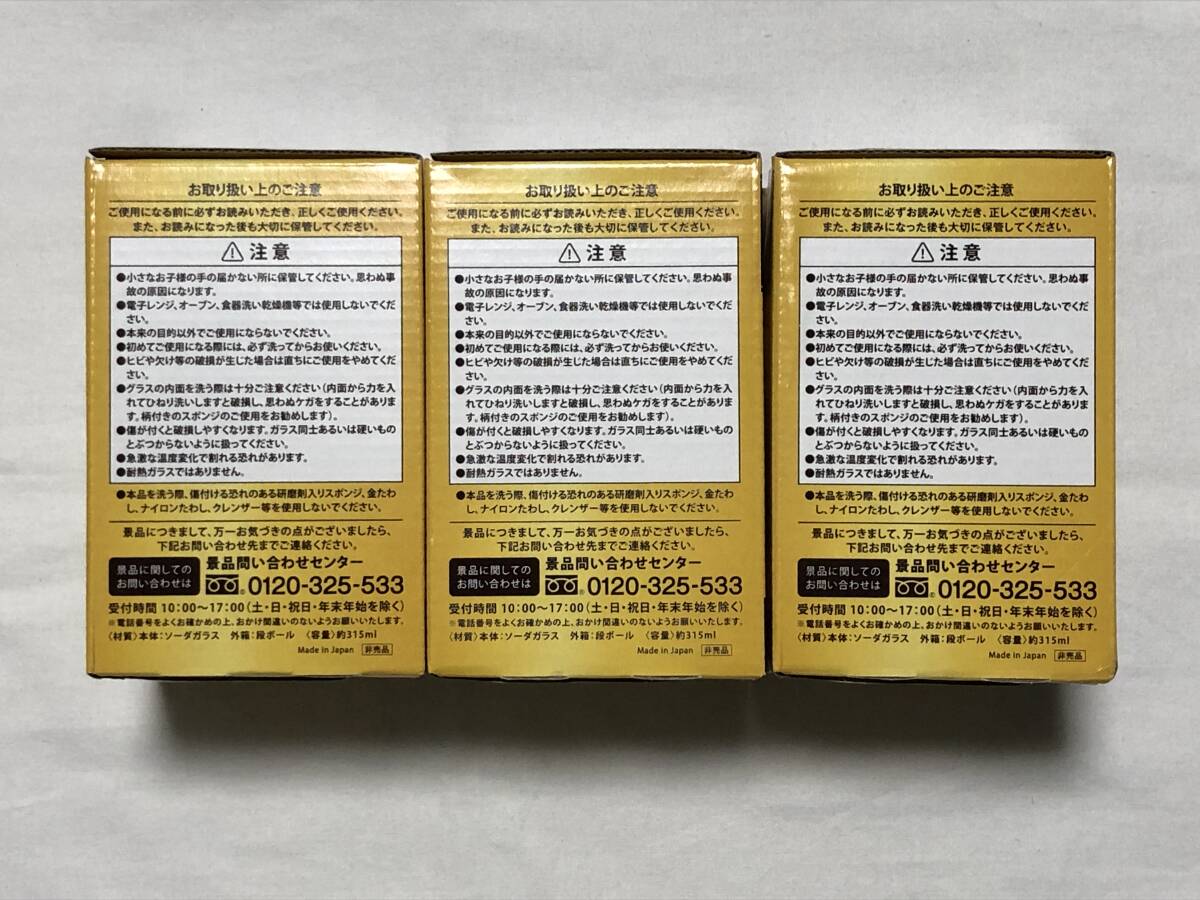 お取り扱い上のご注意
ご使用になる前に必ずお読みいただき、正しくご使用ください。
また、お読みになった後も大切に保管してください。
⚠注意
●小さなお子様の手の届かない所に保管してください。思わぬ事
故の原因になります。
●電子レンジ、オーブン、食器洗い乾燥機等では使用しないでくだ
さい。
●本来の目的以外でご使用にならないでください。
●初めてご使用になる際には、必ず洗ってからお使いください。
●ヒビや欠け等の破損が生じた場合は直ちにご使用をやめてくだ
さい。
●グラスの内面を洗う際は十分ご注意ください（内面から力を入
れてひねり洗いしますと破損し、思わぬケガをすることがありま
す。柄付きのスポンジのご使用をお勧めします）。
●傷が付くと破損しやすくなります。ガラス同士あるいは硬いもの
とぶつからないように扱ってください。
●急激な温度変化で割れる恐れがあります。
●耐熱ガラスではありません。
●本品を洗う際、傷付ける恐れのある研磨剤入りスポンジ、金たわ
し、ナイロンたわし、クレンザー等を使用しないでください。
景品につきまして、万一お気づきの点がございましたら、
下記お問い合わせ先までご連絡ください。
景品に関しての
お問い合わせは
景品問い合わせセンター
0120-325-533
受付時間 10:00〜17:00（土・日・祝日・年末年始を除く）
※電話番号をよくお確かめの上、おかけ間違いのないようお願いいたします。
〈材質〉本体：ソーダガラス 外箱：段ボール 〈容量〉約315ml
Made in Japan 非売品
お取り扱い上のご注意
ご使用になる前に必ずお読みいただき、正しくご使用ください。
また、お読みになった後も大切に保管してください。
⚠注意
●小さなお子様の手の届かない所に保管してください。思わぬ事
故の原因になります。
●電子レンジ、オーブン、食器洗い乾燥機等では使用しないでくだ
さい。
●本来の目的以外でご使用にならないでください。
●初めてご使用になる際には、必ず洗ってからお使いください。
●ヒビや欠け等の破損が生じた場合は直ちにご使用をやめてくだ
さい。
●グラスの内面を洗う際は十分ご注意ください（内面から力を入
れてひねり洗いしますと破損し、思わぬケガをすることがありま
す。柄付きのスポンジのご使用をお勧めします）。
●傷が付くと破損しやすくなります。ガラス同士あるいは硬いもの
とぶつからないように扱ってください。
●急激な温度変化で割れる恐れがあります。
●耐熱ガラスではありません。
●本品を洗う際、傷付ける恐れのある研磨剤入りスポンジ、金たわ
し、ナイロンたわし、クレンザー等を使用しないでください。
景品につきまして、万一お気づきの点がございましたら、
下記お問い合わせ先までご連絡ください。
景品に関しての
お問い合わせは
景品問い合わせセンター
0120-325-533
受付時間 10:00〜17:00（土・日・祝日・年末年始を除く）
※電話番号をよくお確かめの上、おかけ間違いのないようお願いいたします。
〈材質〉本体：ソーダガラス 外箱：段ボール 〈容量〉約315ml
Made in Japan 非売品
お取り扱い上のご注意
ご使用になる前に必ずお読みいただき、正しくご使用ください。
また、お読みになった後も大切に保管してください。
⚠注意
●小さなお子様の手の届かない所に保管してください。思わぬ事
故の原因になります。
●電子レンジ、オーブン、食器洗い乾燥機等では使用しないでくだ
さい。
●本来の目的以外でご使用にならないでください。
●初めてご使用になる際には、必ず洗ってからお使いください。
●ヒビや欠け等の破損が生じた場合は直ちにご使用をやめてくだ
さい。
●グラスの内面を洗う際は十分ご注意ください（内面から力を入
れてひねり洗いしますと破損し、思わぬケガをすることがありま
す。柄付きのスポンジのご使用をお勧めします）。
●傷が付くと破損しやすくなります。ガラス同士あるいは硬いもの
とぶつからないように扱ってください。
●急激な温度変化で割れる恐れがあります。
●耐熱ガラスではありません。
●本品を洗う際、傷付ける恐れのある研磨剤入りスポンジ、金たわ
し、ナイロンたわし、クレンザー等を使用しないでください。
景品につきまして、万一お気づきの点がございましたら、
下記お問い合わせ先までご連絡ください。
景品に関しての
お問い合わせは
景品問い合わせセンター
0120-325-533
受付時間 10:00〜17:00（土・日・祝日・年末年始を除く）
※電話番号をよくお確かめの上、おかけ間違いのないようお願いいたします。
〈材質〉本体：ソーダガラス 外箱：段ボール 〈容量〉約315ml
Made in Japan 非売品